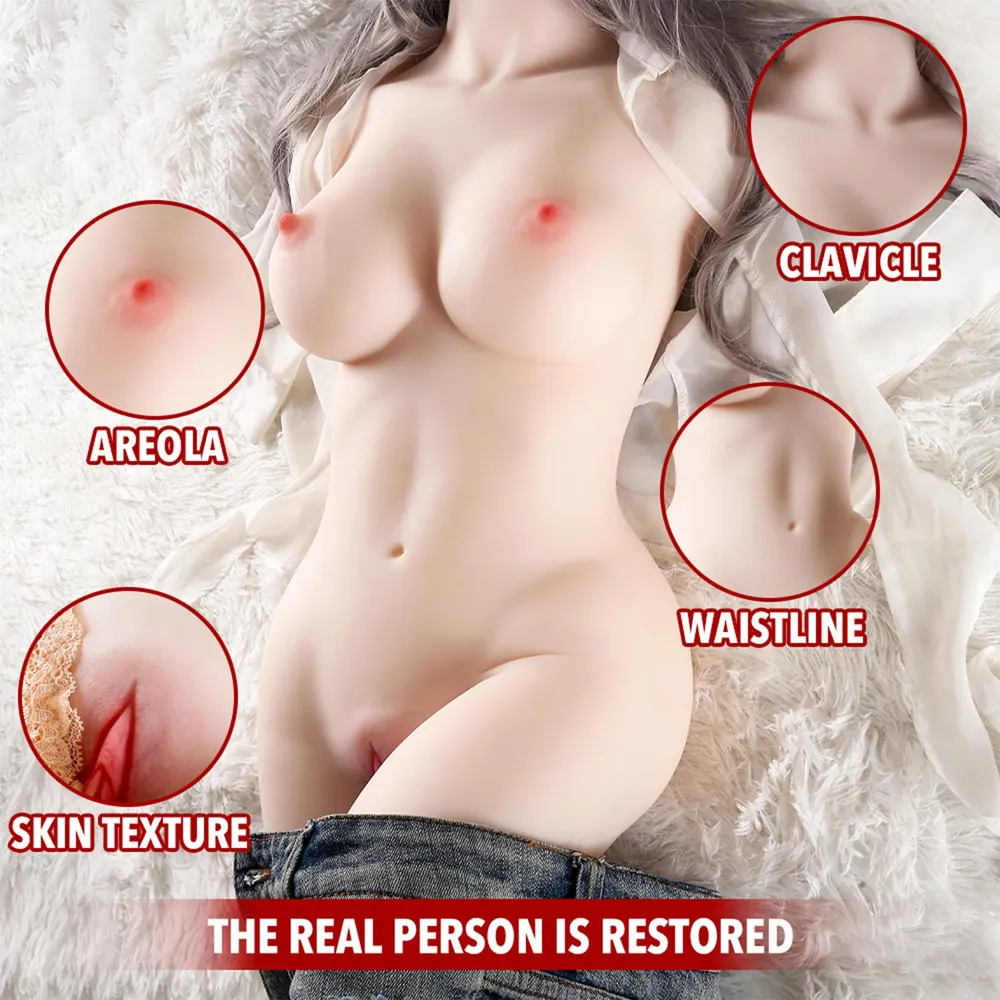 CLAVICLE
AREOLA
WAISTLINE
SKIN TEXTURE
THE REAL PERSON IS RESTORED